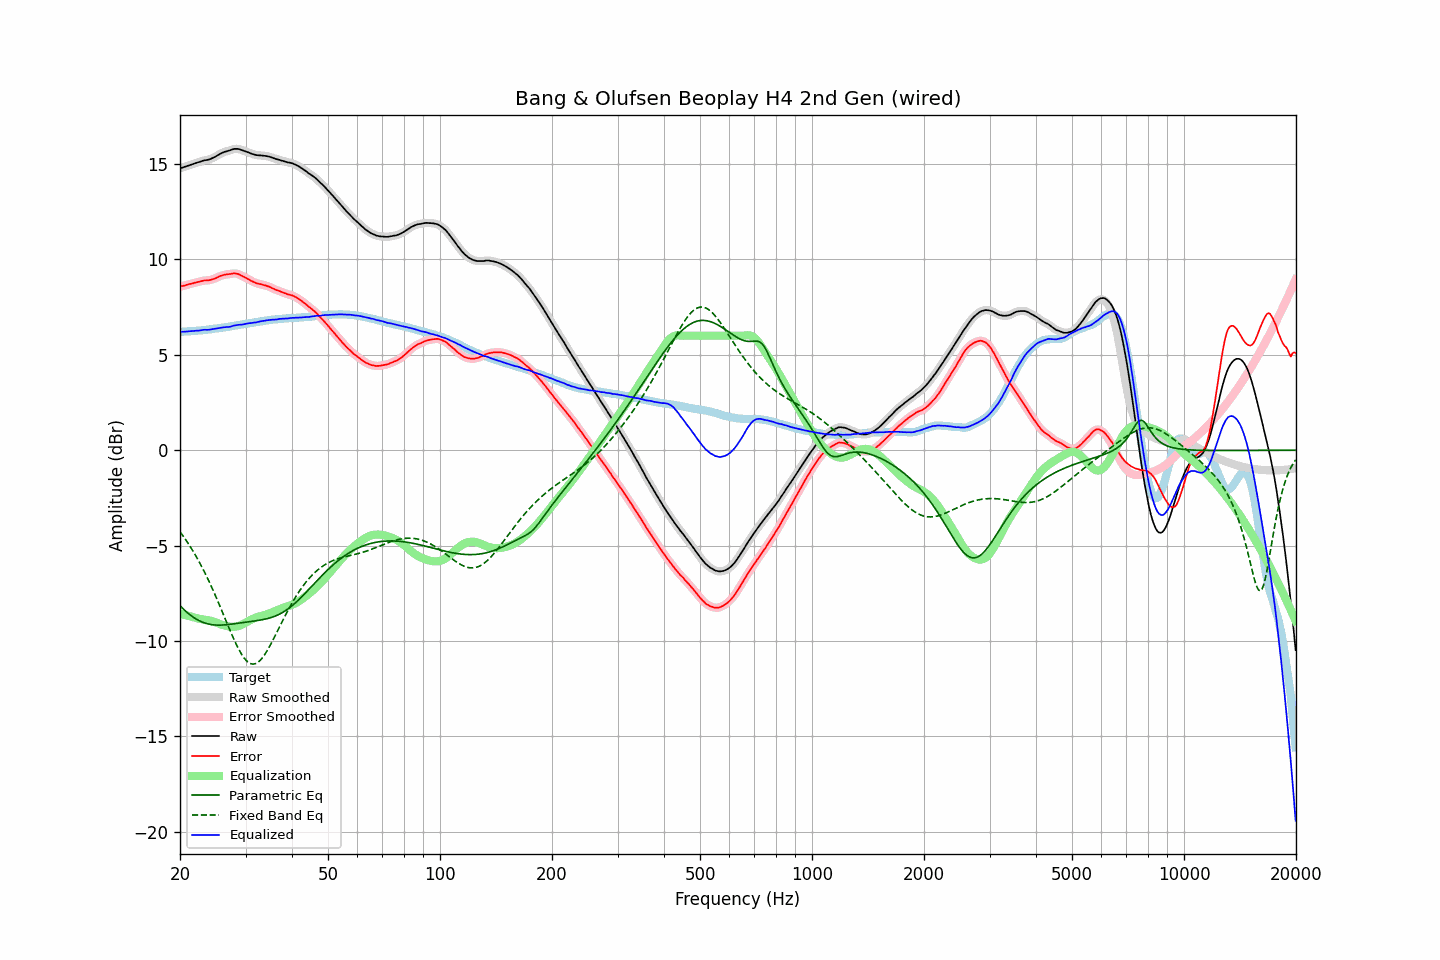 Bang & Olufsen Beoplay H4 2nd Gen (wired)
15
10
5
0
−5
−10
−15
−20
Amplitude (dBr)
Target
Raw Smoothed
Error Smoothed
Raw
Error
Equalization
Parametric Eq
Fixed Band Eq
Equalized
20 50 100 200 500 1000 2000 5000 10000 20000
Frequency (Hz)